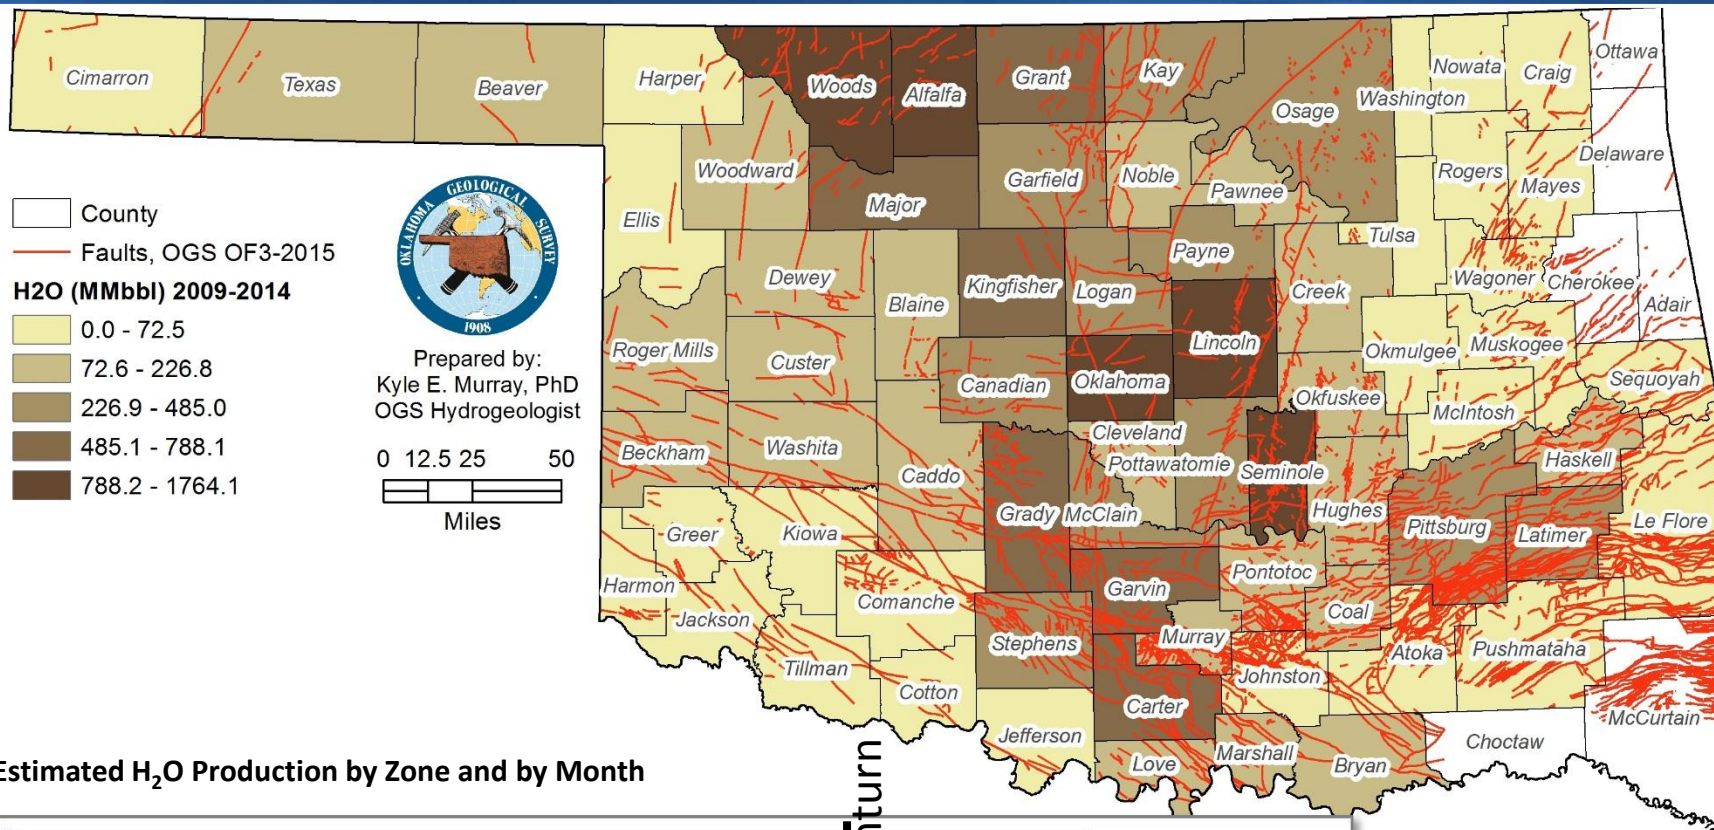 Cimarron
Texas
Beaver
Harper
Woods
Alfalfa
Grant
Kay
Osage
Washington
Nowata
Craig
Ottawa
Woodward
Major
Garfield
Noble
Pawnee
Rogers
Mayes
Delaware
Ellis
Dewey
Blaine
Kingfisher
Logan
Payne
Creek
Tulsa
Wagoner
Cherokee
Adair
Roger Mills
Custer
Canadian
Oklahoma
Lincoln
Okfuskee
Okmulgee
Muskogee
McIntosh
Sequoyah
Beckham
Washita
Caddo
Grady
McClain
Cleveland
Pottawatomie
Seminole
Hughes
Pittsburg
Haskell
Latimer
Le Flore
Greer
Kiowa
Harmon
Jackson
Comanche
Tillman
Cotton
Stephens
Garvin
Murray
Pontotoc
Coal
Johnston
Atoka
Pushmataha
McCurtain
Jefferson
Carter
Love
Marshall
Bryan
Choctaw
County
Faults, OGS OF3-2015
H2O (MMbbl) 2009-2014
0.0 - 72.5
72.6 - 226.8
226.9 - 485.0
485.1 - 788.1
788.2 - 1764.1
OKLAHOMA GEOLOGICAL SURVEY
1908
Prepared by:
Kyle E. Murray, PhD
OGS Hydrogeologist
0 12.5 25 50
Miles
Estimated H₂O Production by Zone and by Month